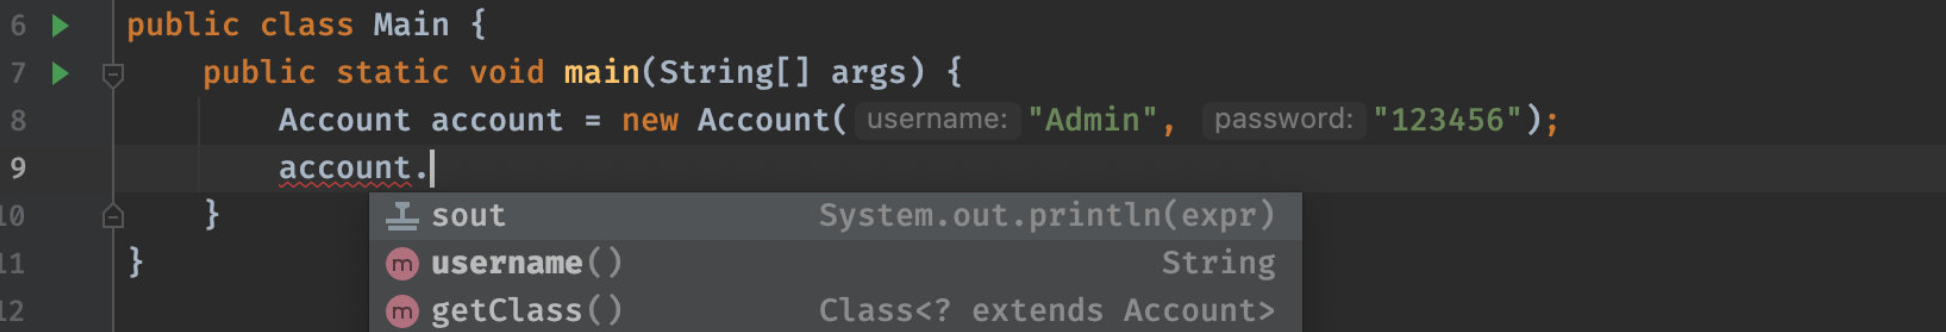 6 public class Main {
7 public static void main(String[] args) {
8 Account account = new Account( username: "Admin", password: "123456");
9 account.
sout System.out.println(expr)
10 }
m username() String
11 }
m getClass() Class<? extends Account>
12